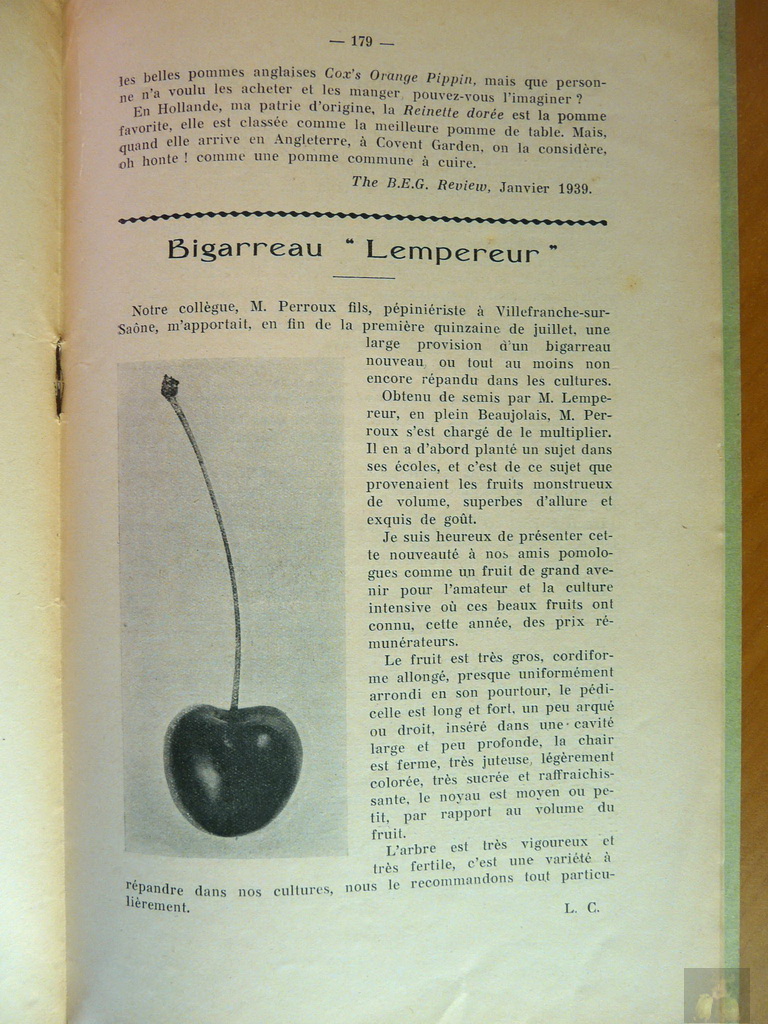 — 179 —
les belles pommes anglaises Cox's Orange Pippin, mais que person-
ne n'a voulu les acheter et les manger, pouvez-vous l'imaginer ?
En Hollande, ma patrie d'origine, la Reinette dorée est la pomme
favorite, elle est classée comme la meilleure pomme de table. Mais,
quand elle arrive en Angleterre, à Covent Garden, on la considère,
oh honte ! comme une pomme commune à cuire.
The B.E.G. Review, Janvier 1939.
Bigarreau “ Lempereur ”
Notre collègue, M. Perroux fils, pépiniériste à Villefranche-sur-
Saône, m'apportait, en fin de la première quinzaine de juillet, une
large provision d'un bigarreau
nouveau ou tout au moins non
encore répandu dans les cultures.
Obtenu de semis par M. Lempe-
reur, en plein Beaujolais, M. Per-
roux s'est chargé de le multiplier.
Il en a d'abord planté un sujet dans
ses écoles, et c'est de ce sujet que
provenaient les fruits monstrueux
de volume, superbes d'allure et
exquis de goût.
Je suis heureux de présenter cet-
te nouveauté à nos amis pomolo-
gues comme un fruit de grand ave-
nir pour l'amateur et la culture
intensive où ces beaux fruits ont
connu, cette année, des prix ré-
munérateurs.
Le fruit est très gros, cordifor-
me allongé, presque uniformément
arrondi en son pourtour, le pédi-
celle est long et fort, un peu arqué
ou droit, inséré dans une cavité
large et peu profonde, la chair
est ferme, très juteuse, légèrement
colorée, très sucrée et raffraichis-
sante, le noyau est moyen ou pe-
tit, par rapport au volume du
fruit.
L'arbre est très vigoureux et
très fertile, c'est une variété à
répandre dans nos cultures, nous le recommandons tout particu-
lièrement.
L. C.